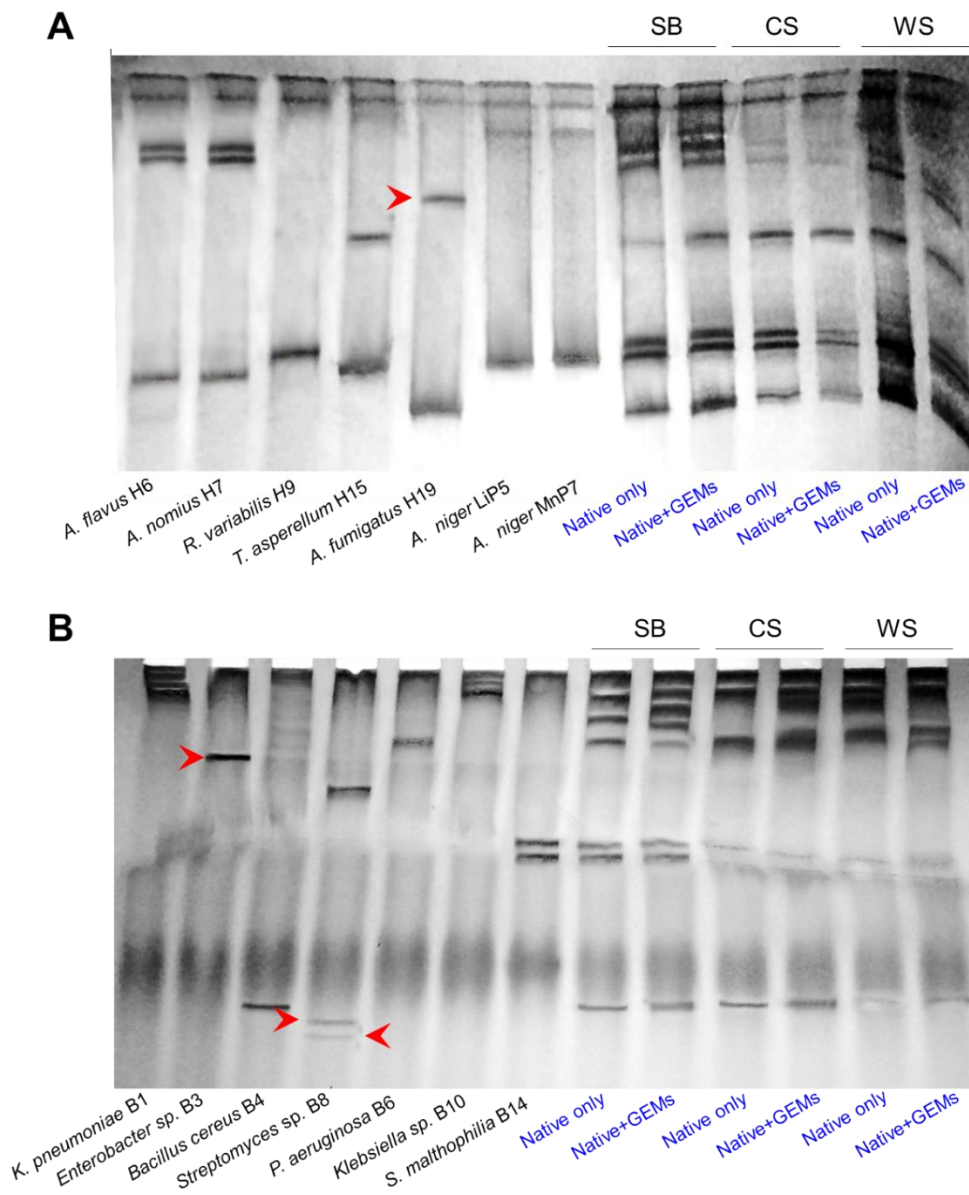 A
SB CS WS
A. flavus H6
A. nomius H7
R. variabilis H9
T. asperellum H15
A. fumigatus H19
A. niger LiP5
A. niger MnP7
Native only
Native+GEMs
Native only
Native+GEMs
Native only
Native+GEMs
B
SB CS WS
K. pneumoniae B1
Enterobacter sp. B3
Bacillus cereus B4
Streptomyces sp. B8
P. aeruginosa B6
Klebsiella sp. B10
S. malthophilia B14
Native only
Native+GEMs
Native only
Native+GEMs
Native only
Native+GEMs